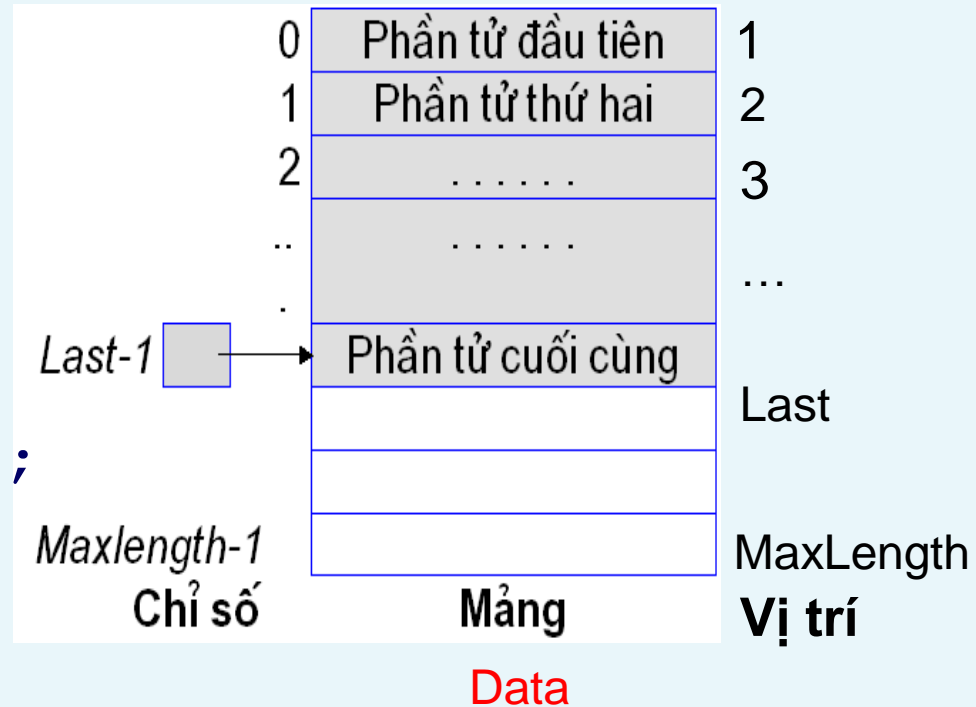 0 Phần tử đầu tiên 1
1 Phần tử thứ hai 2
2 . . . . . . 3
.. . . . . . .
. …
Last-1 Phần tử cuối cùng
Last
;
Maxlength-1 MaxLength
Chỉ số Mảng Vị trí
Data